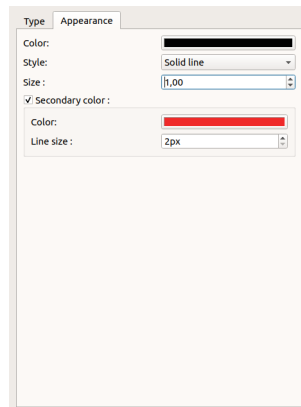 Type Appearance
Color:
Style: Solid line
Size : 1,00
Secondary color :
Color:
Line size : 2px